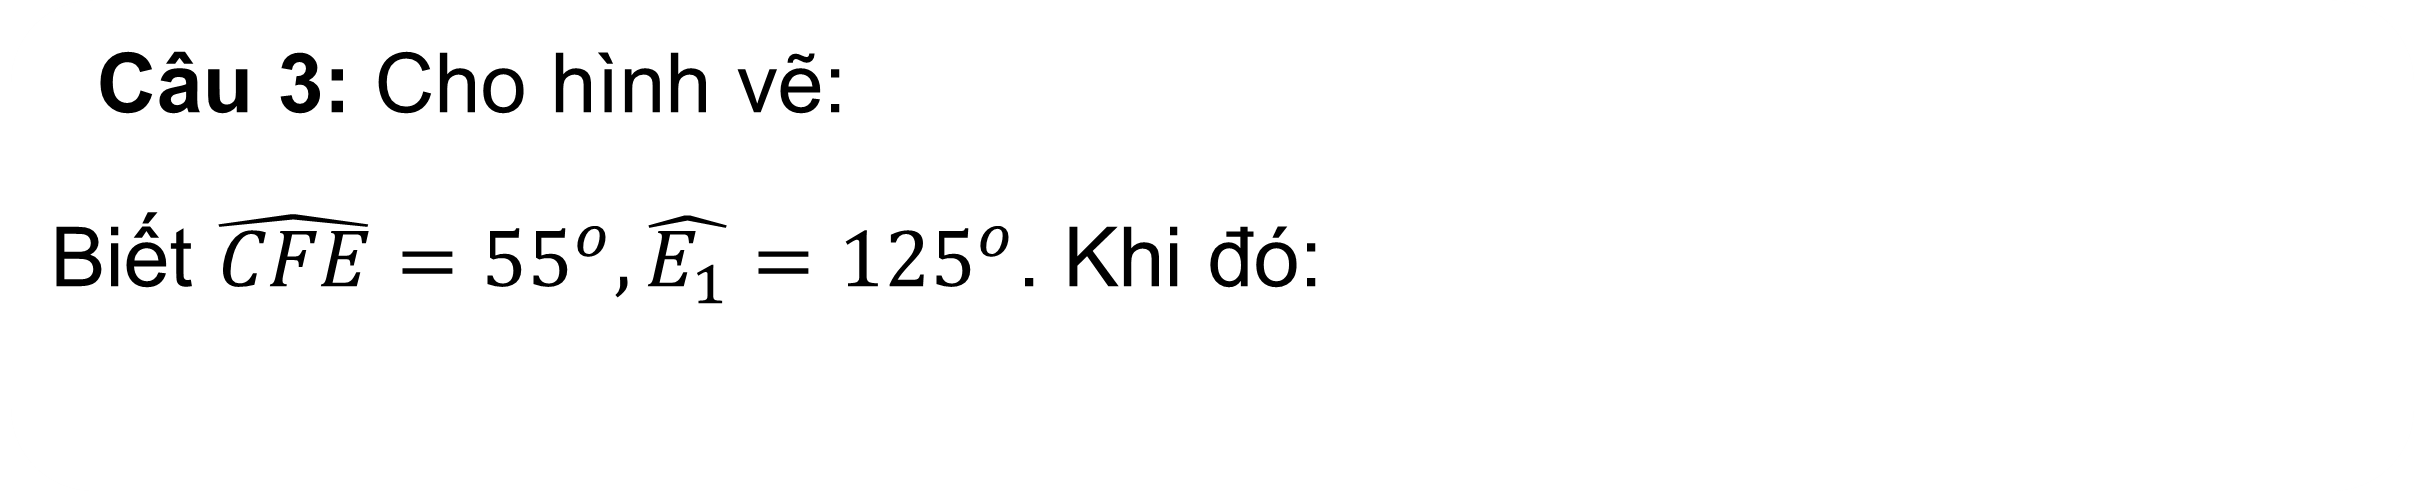 Câu 3: Cho hình vẽ:
Biết $\widehat{CFE} = 55^o, \widehat{E_1} = 125^o$. Khi đó: